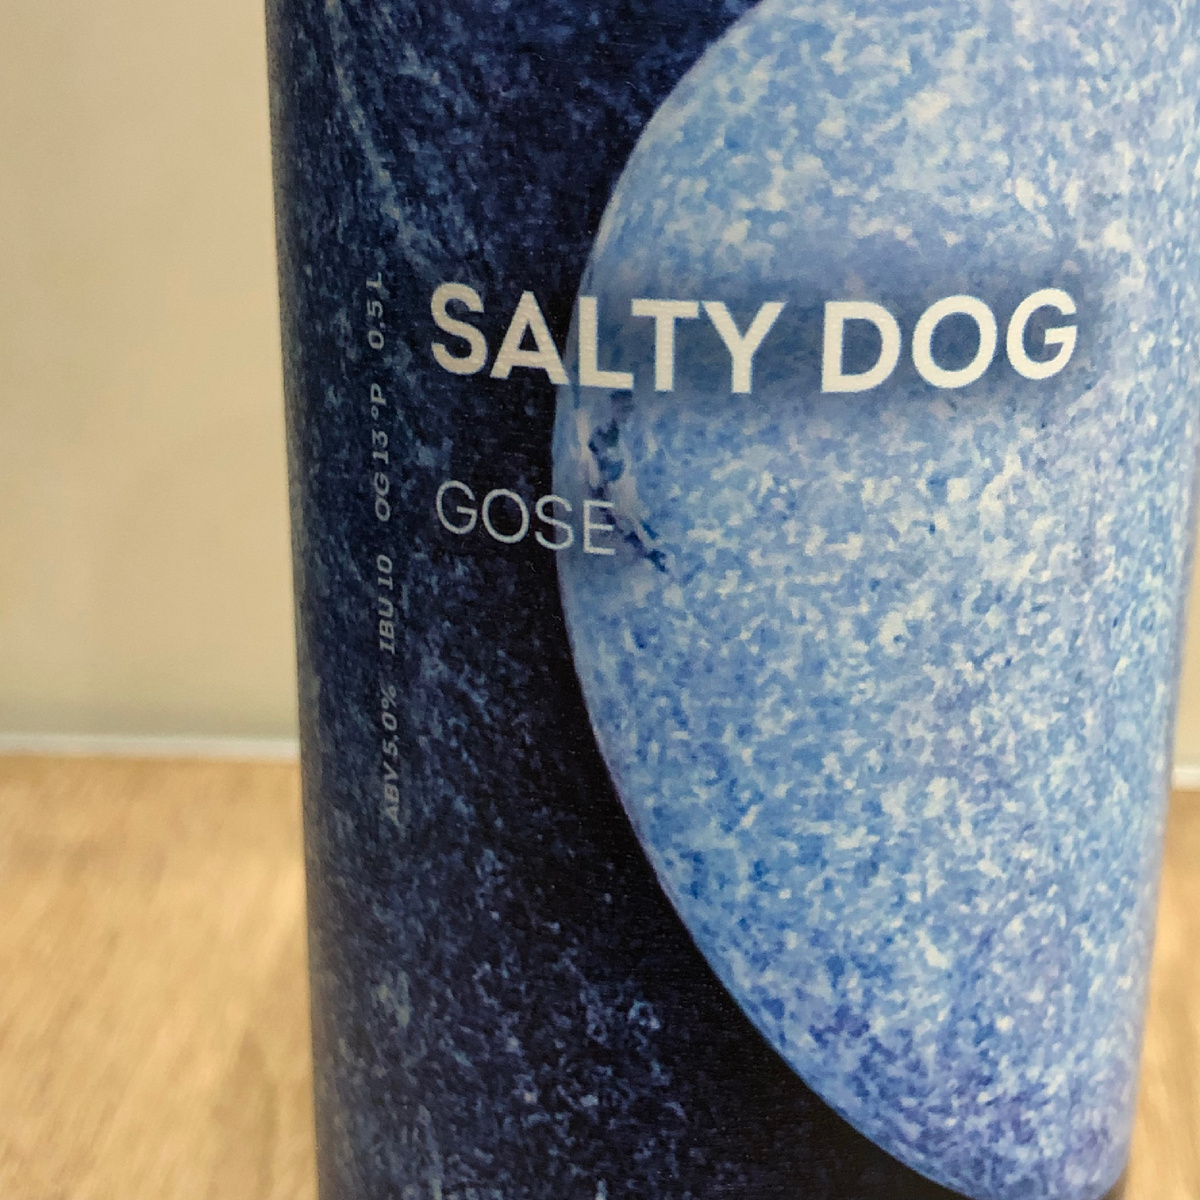 SALTY DOG
GOSE
ABV 5.0% IBU 10 OG 13 °P 0.5 L